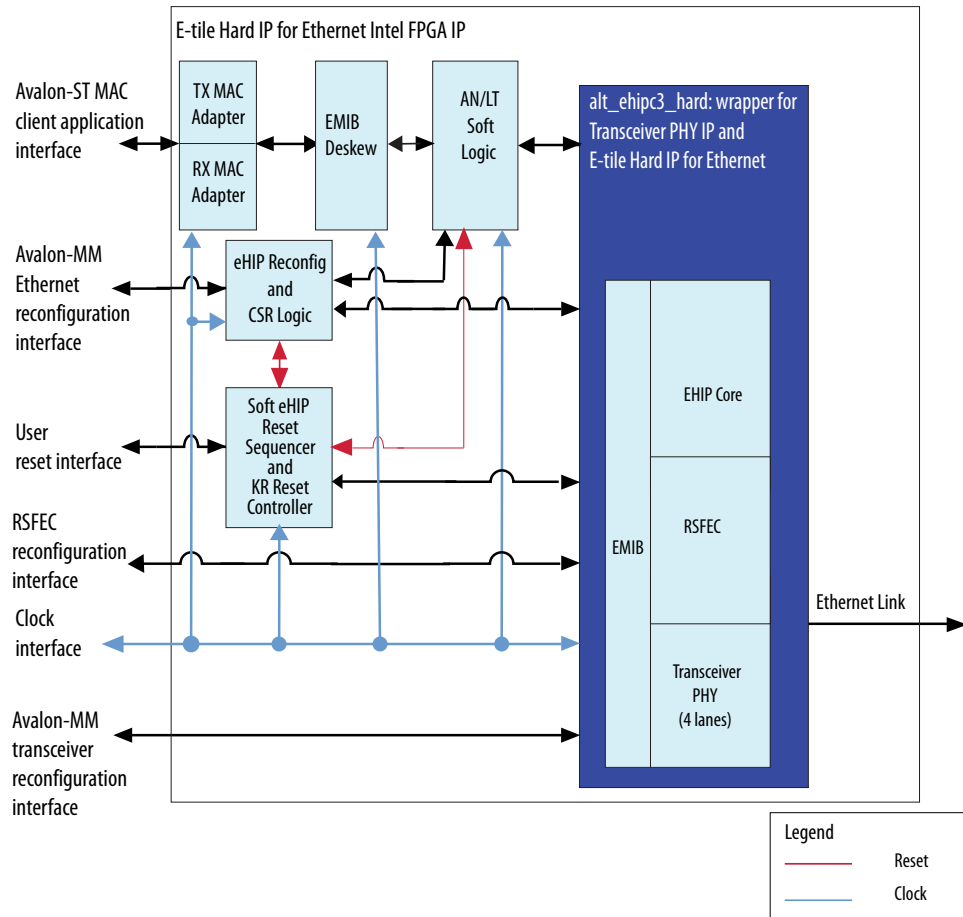 E-tile Hard IP for Ethernet Intel FPGA IP
Avalon-ST MAC
client application
interface
TX MAC
Adapter
RX MAC
Adapter
EMIB
Deskew
AN/LT
Soft
Logic
alt_ehipc3_hard: wrapper for
Transceiver PHY IP and
E-tile Hard IP for Ethernet
Avalon-MM
Ethernet
reconfiguration
interface
eHIP Reconfig
and
CSR Logic
User
reset interface
Soft eHIP
Reset
Sequencer
and
KR Reset
Controller
RSFEC
reconfiguration
interface
Clock
interface
Avalon-MM
transceiver
reconfiguration
interface
EMIB
EHIP Core
RSFEC
Transceiver
PHY
(4 lanes)
Ethernet Link
Legend
Reset
Clock